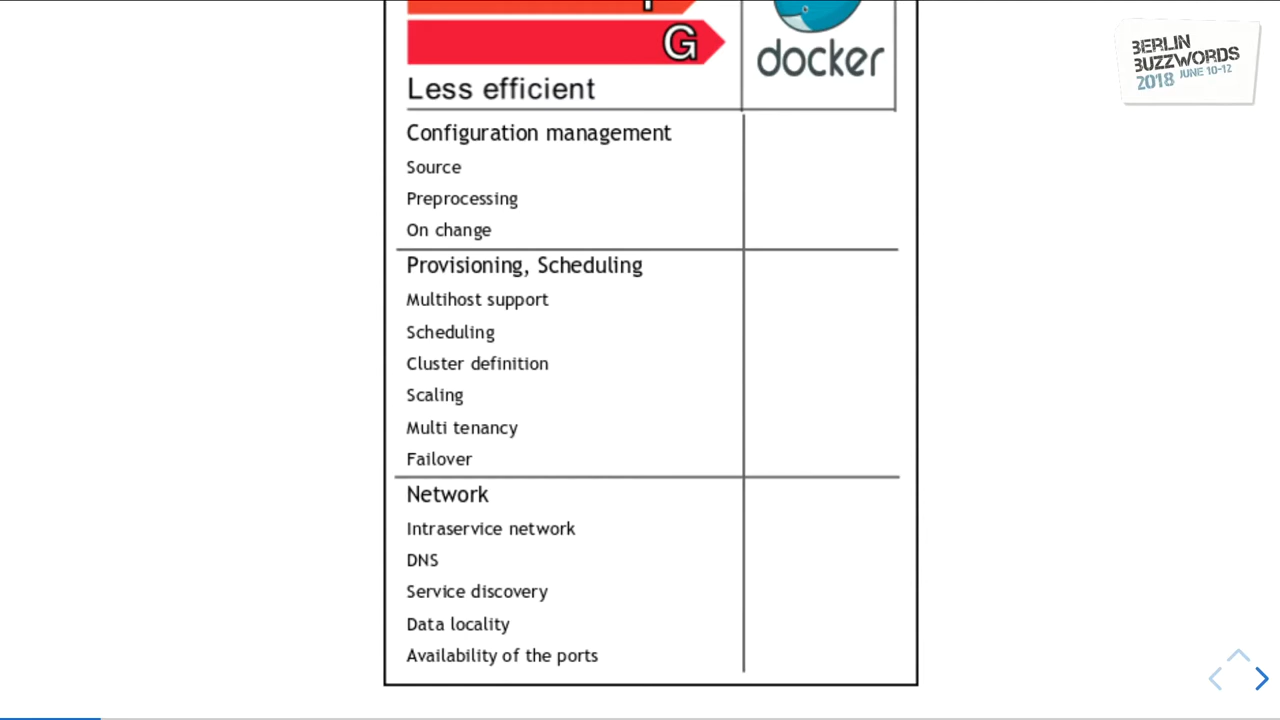 G
docker
Less efficient
BERLIN
BUZZWORDS
2018 JUNE 10-12
Configuration management
Source
Preprocessing
On change
Provisioning, Scheduling
Multihost support
Scheduling
Cluster definition
Scaling
Multi tenancy
Failover
Network
Intraservice network
DNS
Service discovery
Data locality
Availability of the ports